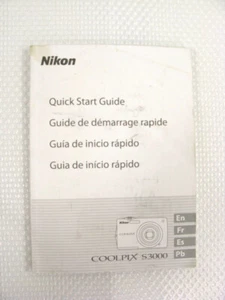 Nikon
Quick Start Guide
Guide de démarrage rapide
Guía de inicio rápido
Guia de início rápido
Nikon
En
Fr
Es
Pb
COOLPIX S3000